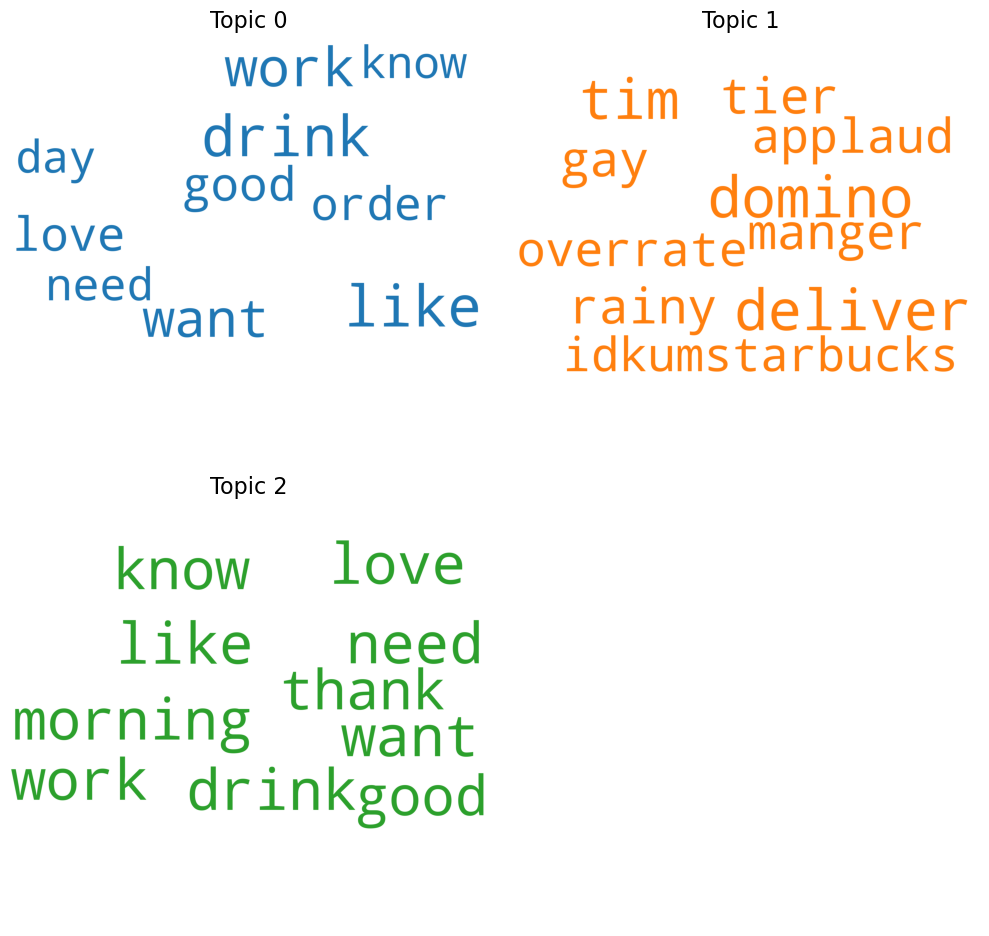 Topic 0
work know
drink
day
good
order
love
need
want
like
Topic 1
tim tier
applaud
gay
domino
manger
overrate
rainy deliver
idkumstarbucks
Topic 2
know love
like need
thank
morning
want
work drink good